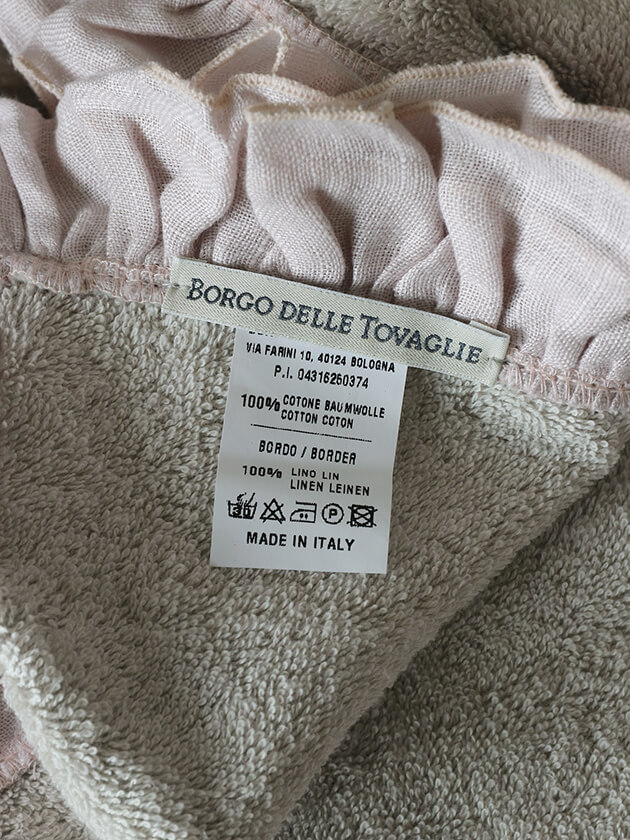 BORGO DELLE TOVAGLIE
VIA FARINI 10, 40124 BOLOGNA
P.I. 04316260374
100% COTONE BAUMWOLLE
COTTON COTON
BORDO / BORDER
100% LINO LIN
LINEN LEINEN
30 P
MADE IN ITALY